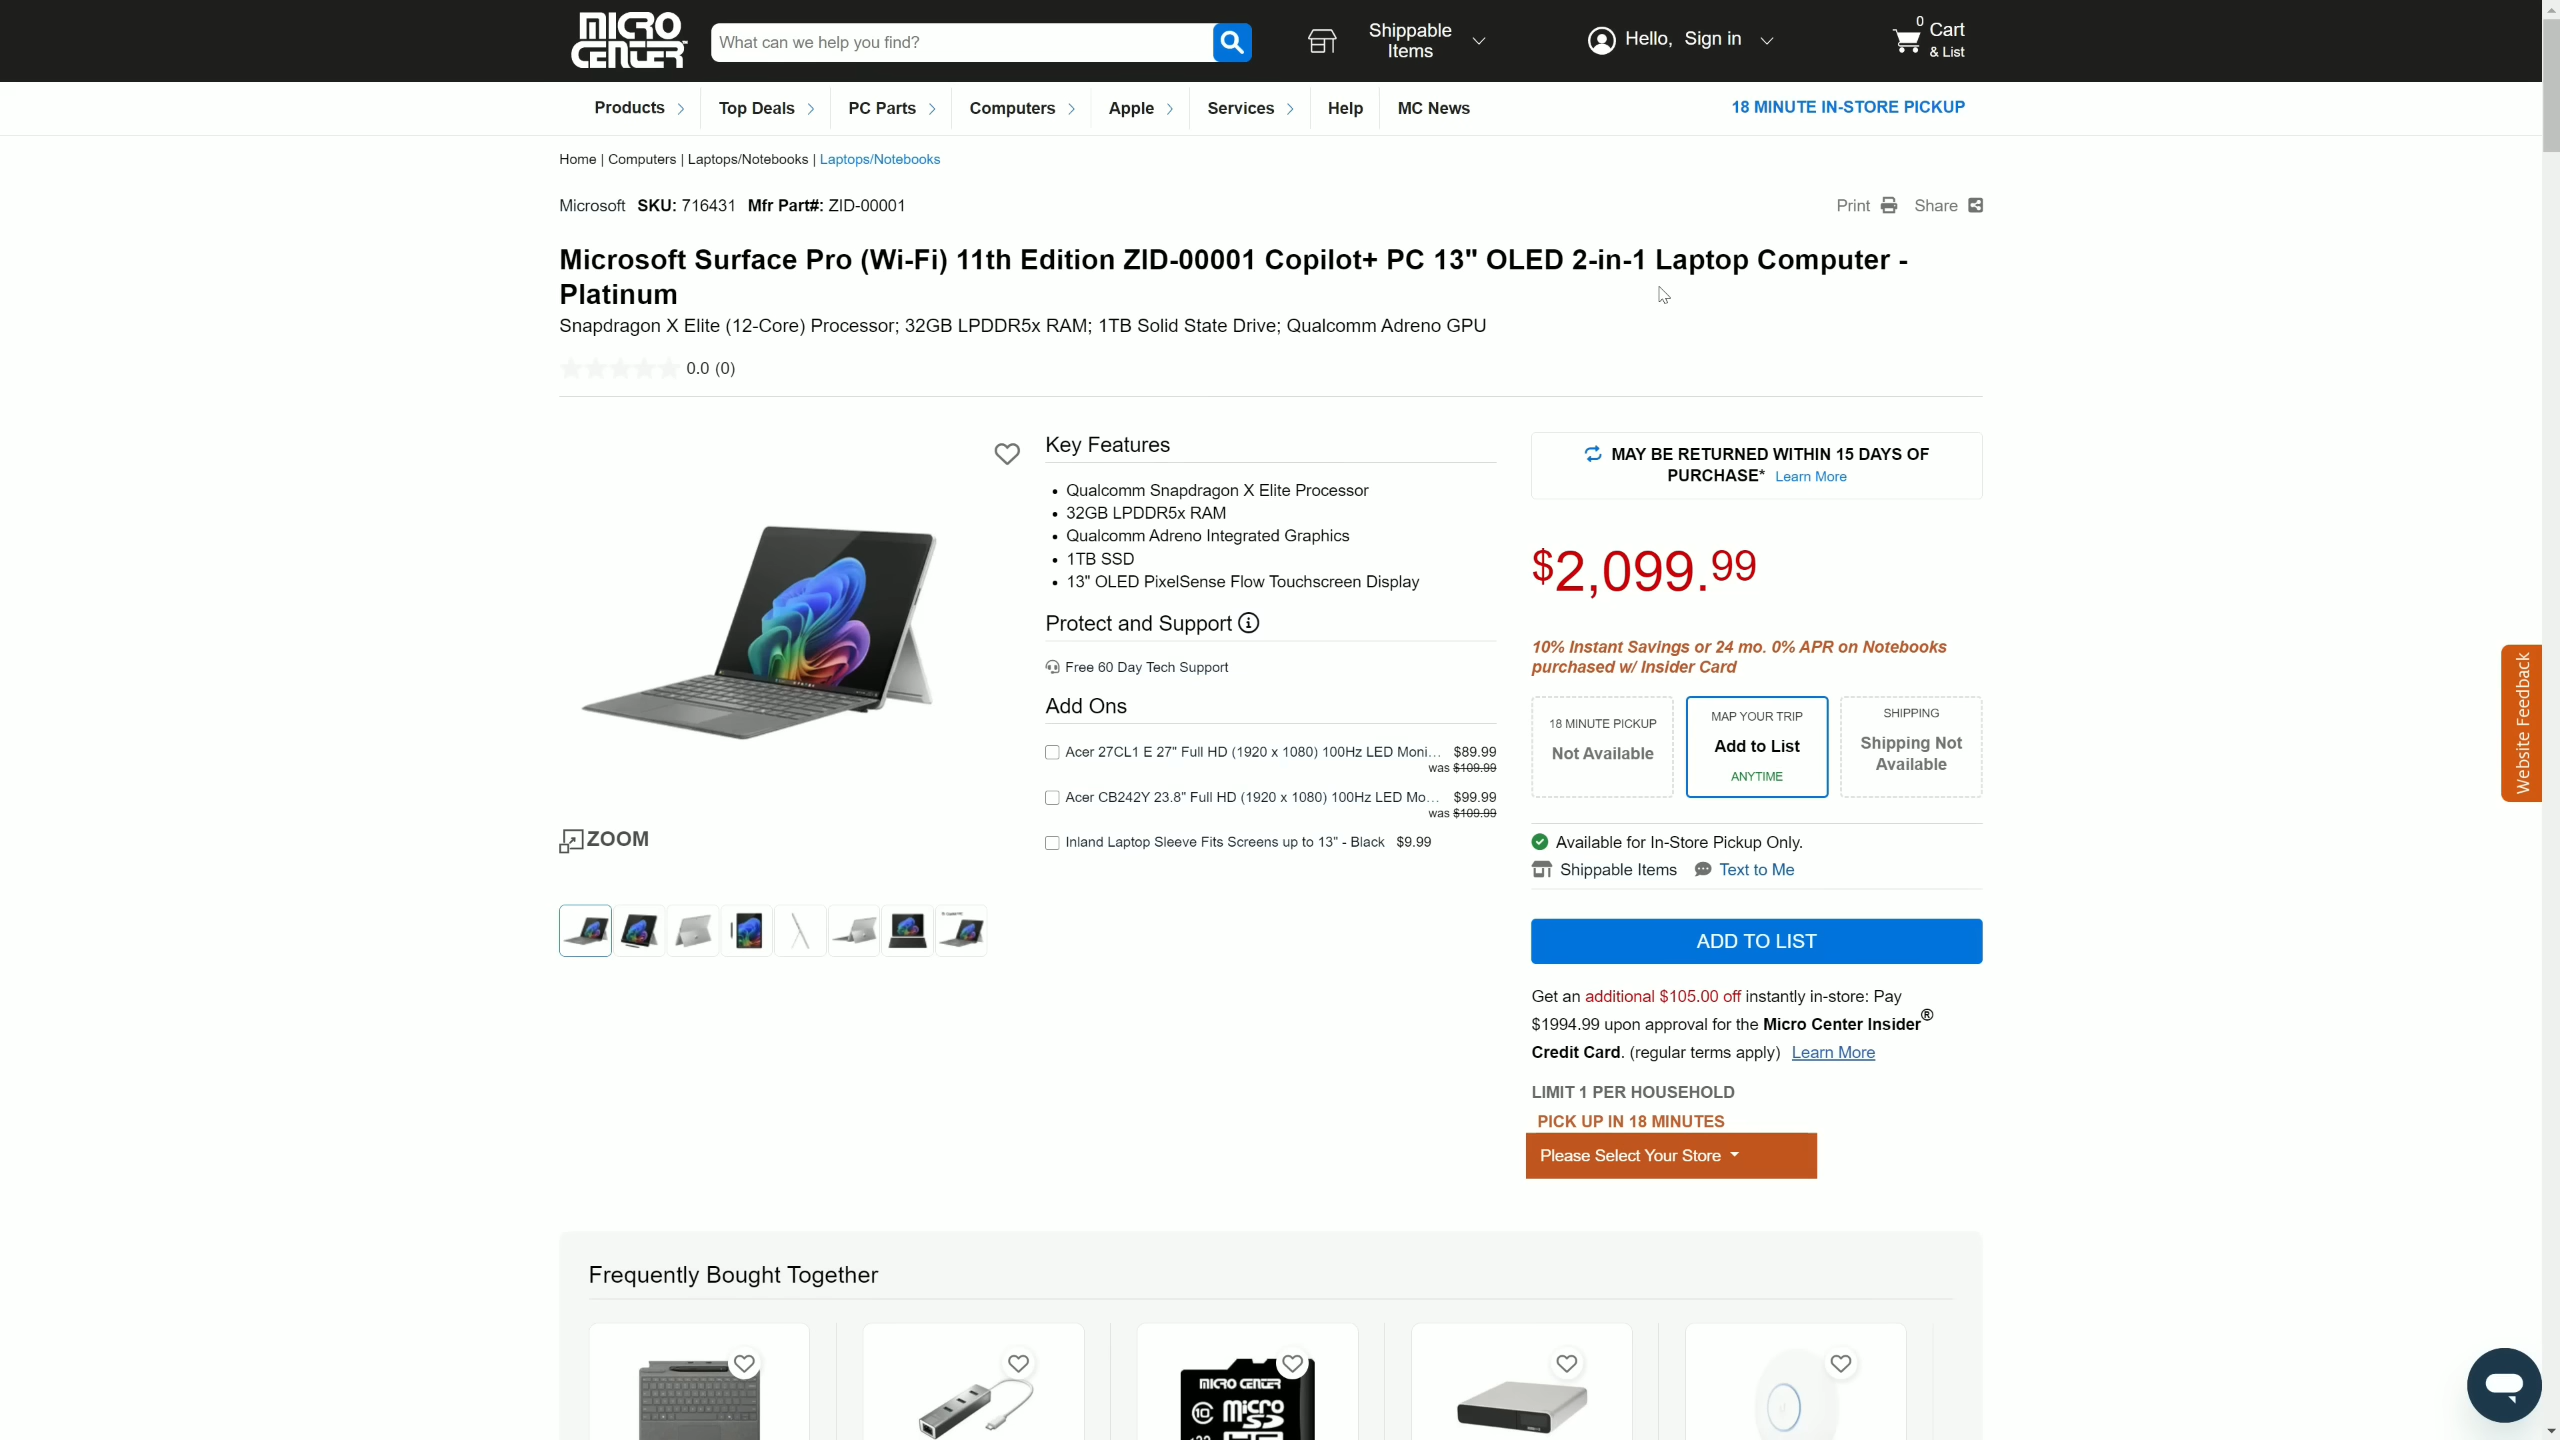 MICRO CENTER
What can we help you find?
Shippable Items
Hello, Sign in
0 Cart & List
Products
Top Deals
PC Parts
Computers
Apple
Services
Help
MC News
18 MINUTE IN-STORE PICKUP
Home | Computers | Laptops/Notebooks | Laptops/Notebooks
Microsoft SKU: 716431 Mfr Part#: ZID-00001
Print
Share
Microsoft Surface Pro (Wi-Fi) 11th Edition ZID-00001 Copilot+ PC 13" OLED 2-in-1 Laptop Computer -
Platinum
Snapdragon X Elite (12-Core) Processor; 32GB LPDDR5x RAM; 1TB Solid State Drive; Qualcomm Adreno GPU
0.0 (0)
ZOOM
Key Features
• Qualcomm Snapdragon X Elite Processor
• 32GB LPDDR5x RAM
• Qualcomm Adreno Integrated Graphics
• 1TB SSD
• 13" OLED PixelSense Flow Touchscreen Display
Protect and Support
Free 60 Day Tech Support
Add Ons
Acer 27CL1 E 27" Full HD (1920 x 1080) 100Hz LED Moni... $89.99
was $109.99
Acer CB242Y 23.8" Full HD (1920 x 1080) 100Hz LED Mo... $99.99
was $109.99
Inland Laptop Sleeve Fits Screens up to 13" - Black $9.99
MAY BE RETURNED WITHIN 15 DAYS OF
PURCHASE* Learn More
$2,099.99
10% Instant Savings or 24 mo. 0% APR on Notebooks
purchased w/ Insider Card
18 MINUTE PICKUP
Not Available
MAP YOUR TRIP
Add to List
ANYTIME
SHIPPING
Shipping Not
Available
Available for In-Store Pickup Only.
Shippable Items Text to Me
ADD TO LIST
Get an additional $105.00 off instantly in-store: Pay
$1994.99 upon approval for the Micro Center Insider®
Credit Card. (regular terms apply) Learn More
LIMIT 1 PER HOUSEHOLD
PICK UP IN 18 MINUTES
Please Select Your Store
Website Feedback
Frequently Bought Together
MICRO CENTER
10 micro SD